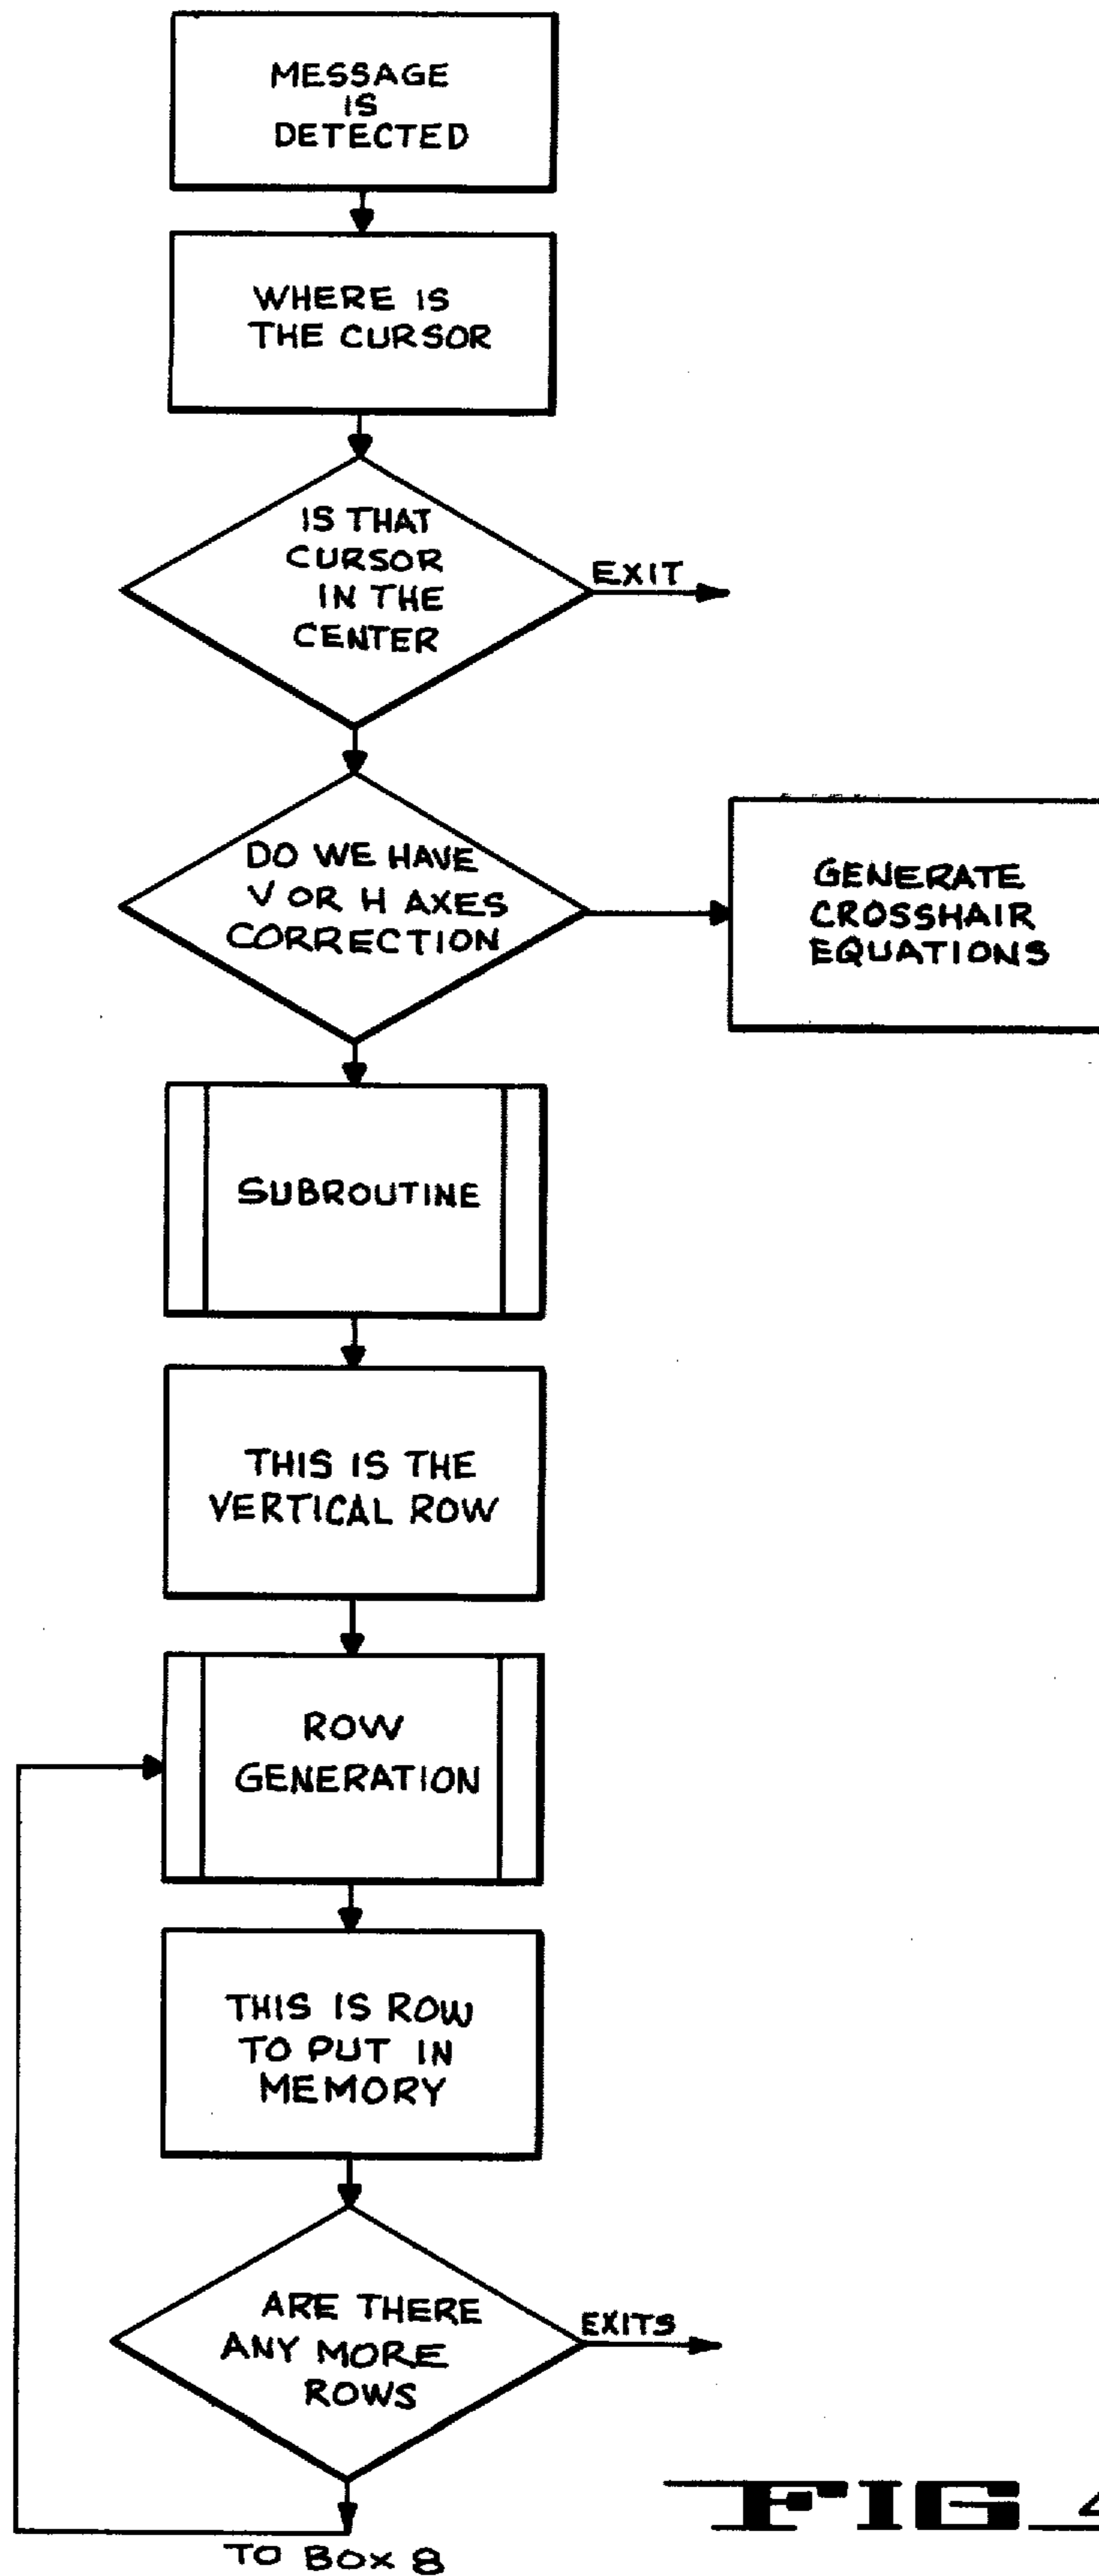 MESSAGE
IS
DETECTED
WHERE IS
THE CURSOR
IS THAT
CURSOR
IN THE
CENTER
EXIT
DO WE HAVE
V OR H AXES
CORRECTION
GENERATE
CROSSHAIR
EQUATIONS
SUBROUTINE
THIS IS THE
VERTICAL ROW
ROW
GENERATION
THIS IS ROW
TO PUT IN
MEMORY
ARE THERE
ANY MORE
ROWS
EXITS
TO BOX 8
FIG_4